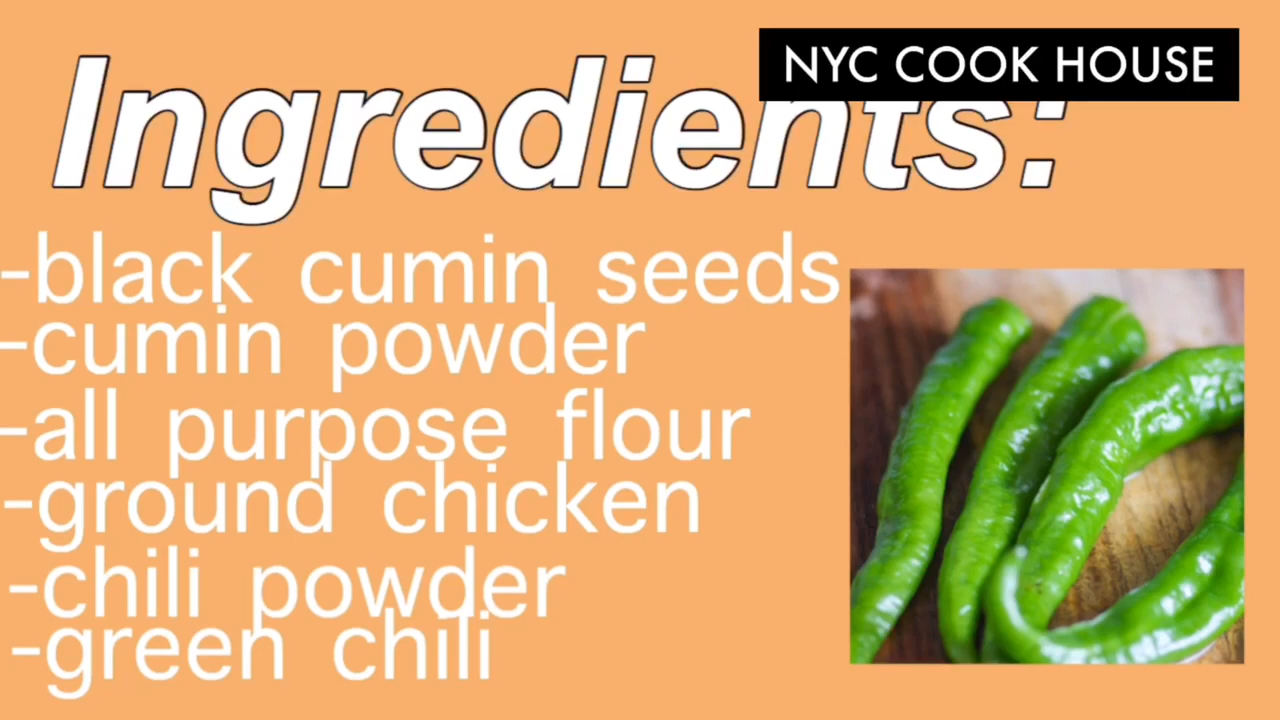 NYC COOK HOUSE
Ingredients:
-black cumin seeds
-cumin powder
-all purpose flour
-ground chicken
-chili powder
-green chili